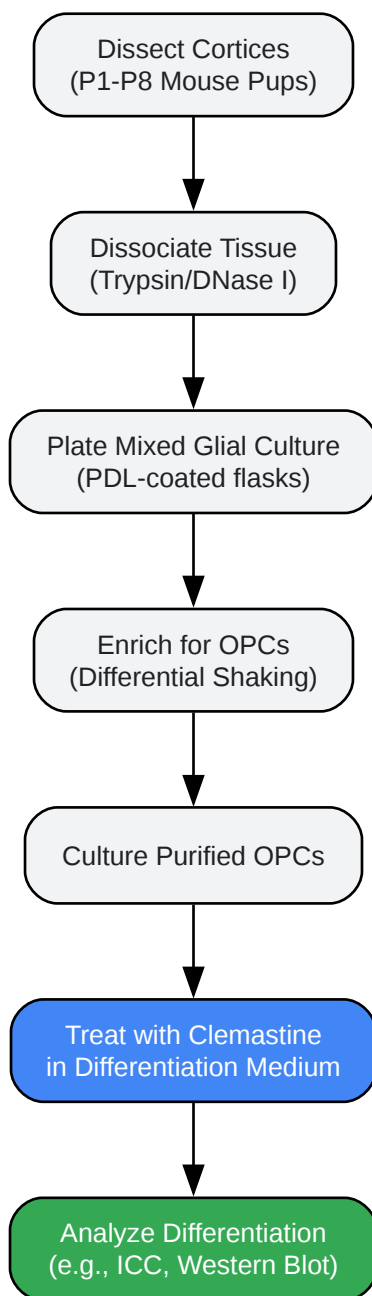 Dissect Cortices
(P1-P8 Mouse Pups)
Dissociate Tissue
(Trypsin/DNase I)
Plate Mixed Glial Culture
(PDL-coated flasks)
Enrich for OPCs
(Differential Shaking)
Culture Purified OPCs
Treat with Clemastine
in Differentiation Medium
Analyze Differentiation
(e.g., ICC, Western Blot)